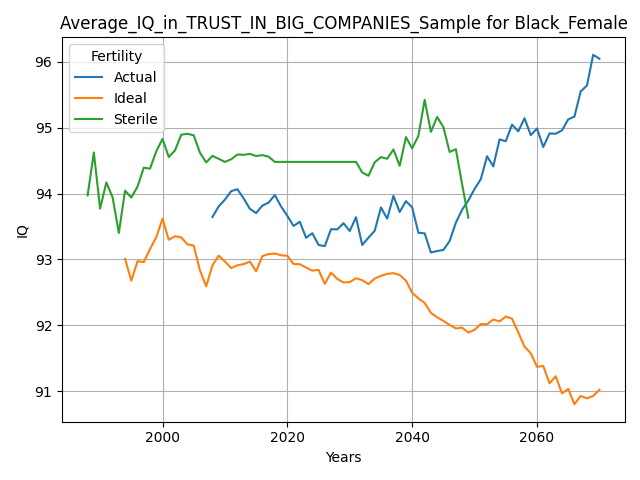 Average_IQ_in_TRUST_IN_BIG_COMPANIES_Sample for Black_Female
Fertility
Actual
Ideal
Sterile
96
95
94
93
92
91
IQ
2000 2020 2040 2060
Years